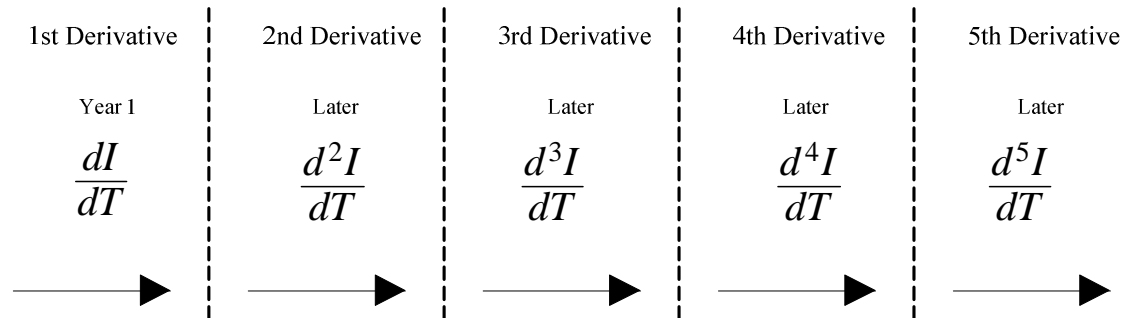 1st Derivative 2nd Derivative 3rd Derivative 4th Derivative 5th Derivative
Year 1 Later Later Later Later
dI d²I d³I d⁴I d⁵I
dT dT dT dT dT